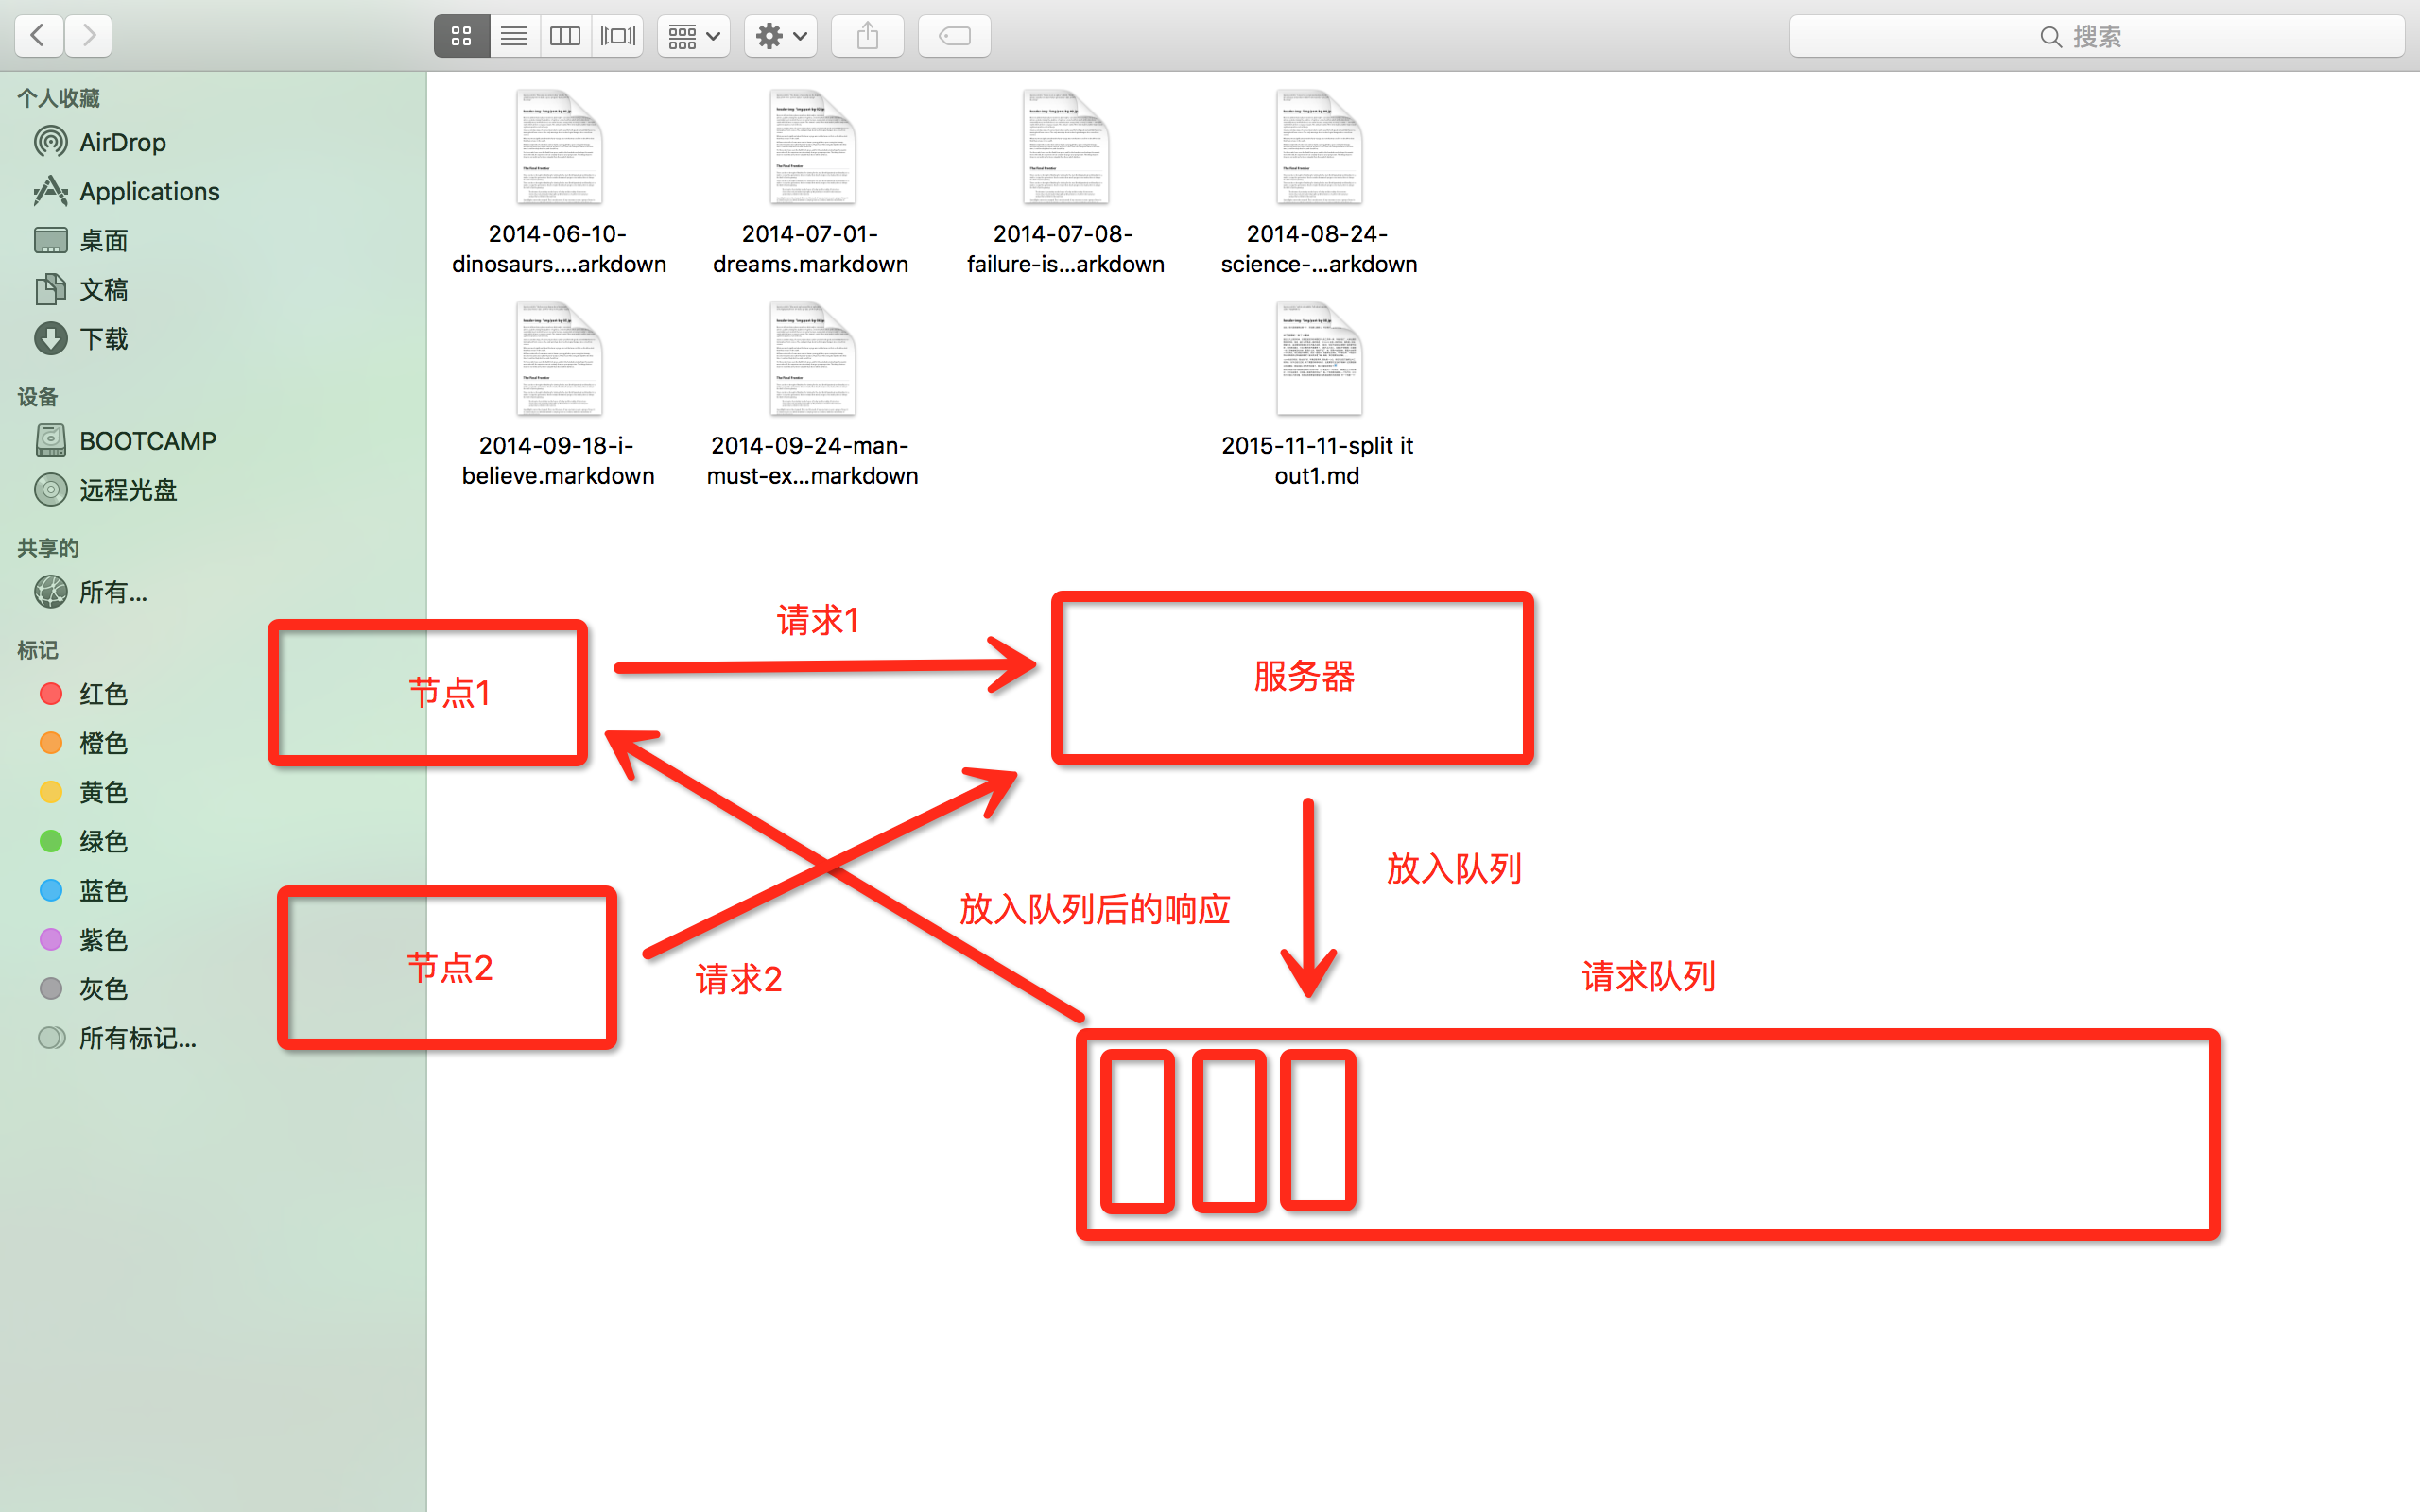 搜索
个人收藏
AirDrop
Applications
桌面
文稿
下载
设备
BOOTCAMP
远程光盘
共享的
所有...
标记
红色
橙色
黄色
绿色
蓝色
紫色
灰色
所有标记...
2014-06-10-
dinosaurs....arkdown
2014-07-01-
dreams.markdown
2014-07-08-
failure-is...arkdown
2014-08-24-
science-...arkdown
2014-09-18-i-
believe.markdown
2014-09-24-man-
must-ex...markdown
2015-11-11-split it
out1.md
请求1
节点1
服务器
放入队列
放入队列后的响应
节点2
请求2
请求队列